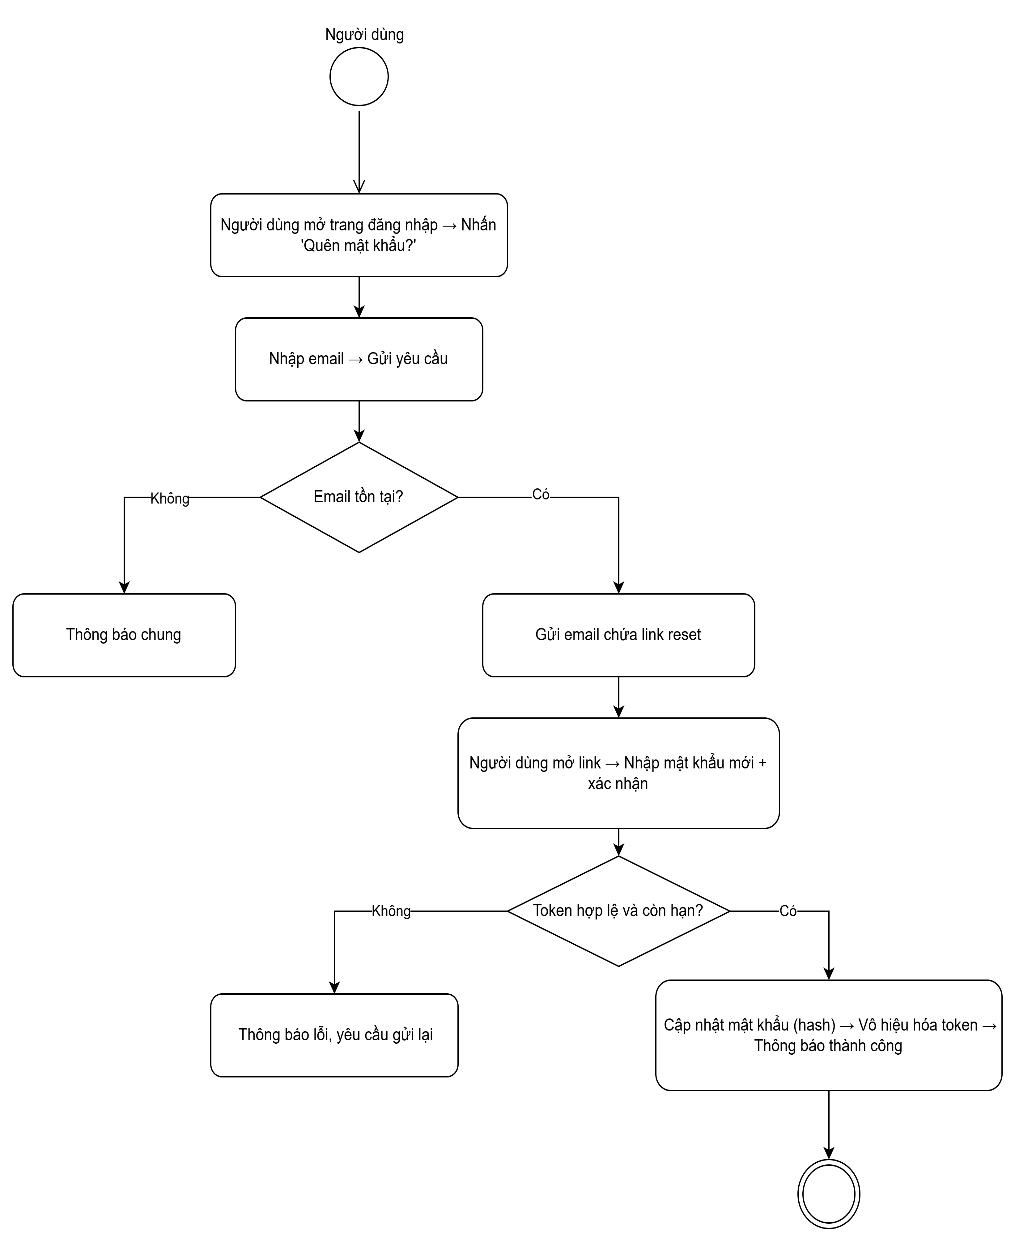 Người dùng
Người dùng mở trang đăng nhập → Nhấn
'Quên mật khẩu?'
Nhập email → Gửi yêu cầu
Email tồn tại?
Không
Có
Thông báo chung
Gửi email chứa link reset
Người dùng mở link → Nhập mật khẩu mới +
xác nhận
Token hợp lệ và còn hạn?
Không
Có
Thông báo lỗi, yêu cầu gửi lại
Cập nhật mật khẩu (hash) → Vô hiệu hóa token →
Thông báo thành công